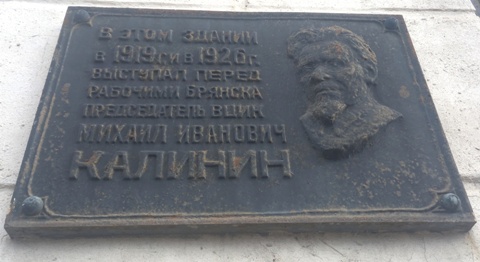 В ЭТОМ ЗДАНИИ
В 1919 Г И В 1926 Г.
ВЫСТУПАЛ ПЕРЕД
РАБОЧИМИ БРЯНСКА
ПРЕДСЕДАТЕЛЬ ВЦИК
МИХАИЛ ИВАНОВИЧ
КАЛИНИН